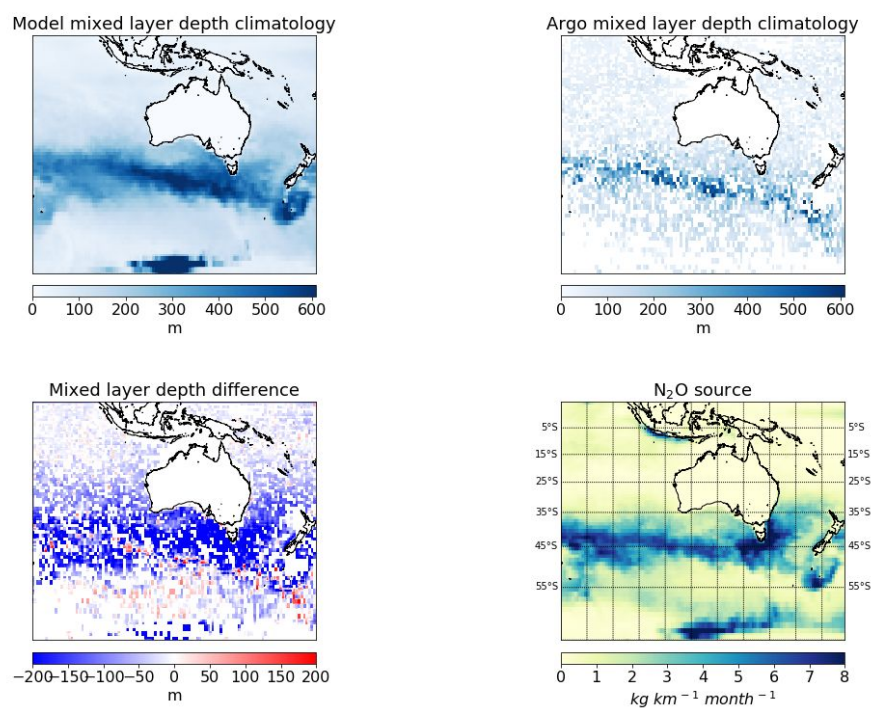 Model mixed layer depth climatology
Argo mixed layer depth climatology
0 100 200 300 400 500 600
m
0 100 200 300 400 500 600
m
Mixed layer depth difference
N₂O source
5°S 5°S
15°S 15°S
25°S 25°S
35°S 35°S
45°S 45°S
55°S 55°S
−200−150−100−50 0 50 100 150 200
m
0 1 2 3 4 5 6 7 8
kg km⁻¹ month⁻¹